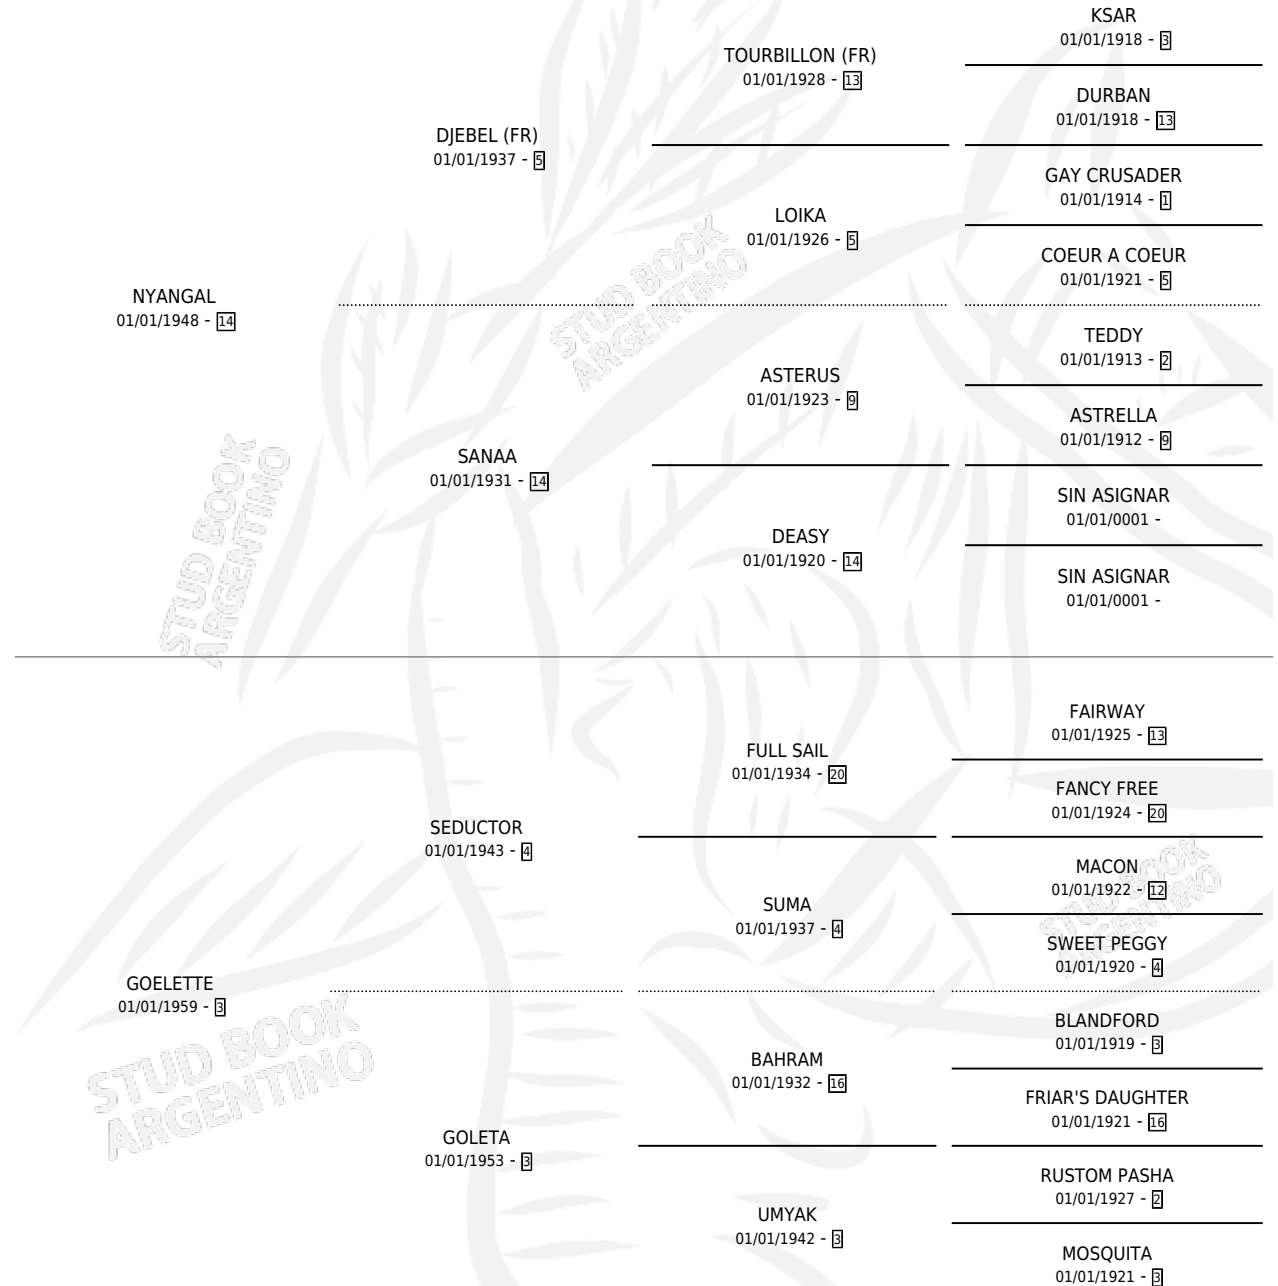 KSAR
01/01/1918 - 3
TOURBILLON (FR)
01/01/1928 - 13
DURBAN
01/01/1918 - 13
DJEBEL (FR)
01/01/1937 - 5
GAY CRUSADER
01/01/1914 - 1
LOIKA
01/01/1926 - 5
COEUR A COEUR
01/01/1921 - 5
NYANGAL
01/01/1948 - 14
TEDDY
01/01/1913 - 2
ASTERUS
01/01/1923 - 9
ASTRELLA
01/01/1912 - 9
SANAA
01/01/1931 - 14
SIN ASIGNAR
01/01/0001 -
DEASY
01/01/1920 - 14
SIN ASIGNAR
01/01/0001 -
FAIRWAY
01/01/1925 - 13
FULL SAIL
01/01/1934 - 20
FANCY FREE
01/01/1924 - 20
SEDUCTOR
01/01/1943 - 4
MACON
01/01/1922 - 12
SUMA
01/01/1937 - 4
SWEET PEGGY
01/01/1920 - 4
GOELETTE
01/01/1959 - 3
BLANDFORD
01/01/1919 - 3
BAHRAM
01/01/1932 - 16
FRIAR'S DAUGHTER
01/01/1921 - 16
GOLETA
01/01/1953 - 3
RUSTOM PASHA
01/01/1927 - 2
UMYAK
01/01/1942 - 3
MOSQUITA
01/01/1921 - 3
STUD BOOK
ARGENTINO
STUD BOOK
ARGENTINO
STUD BOOK
ARGENTINO
STUD BOOK
ARGENTINO